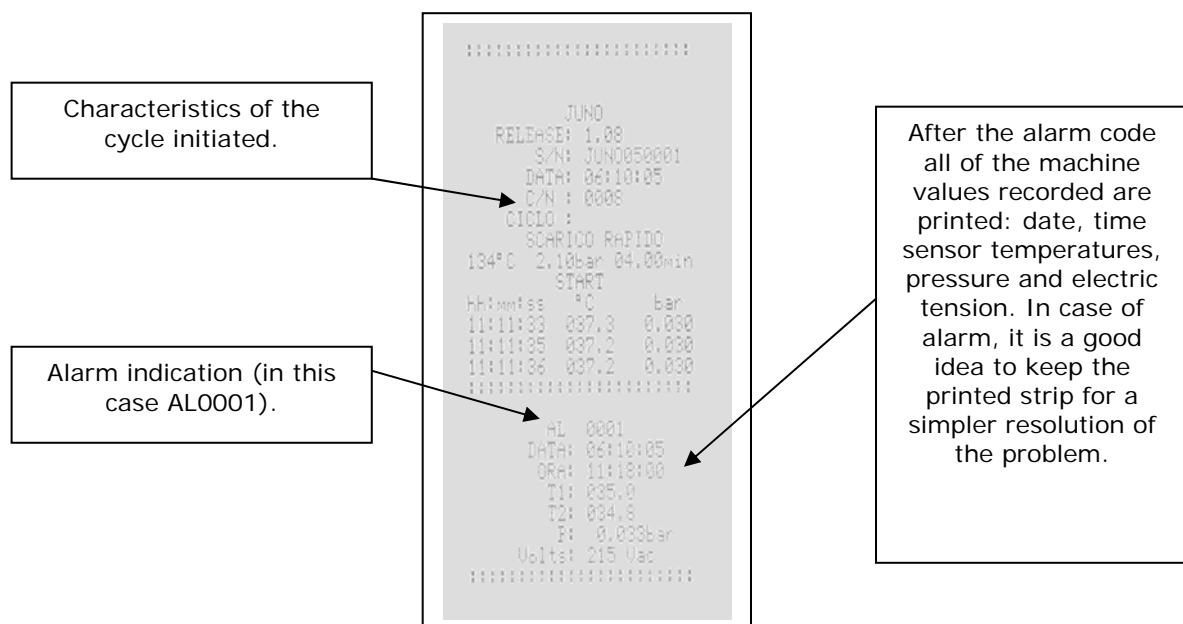 Characteristics of the
cycle initiated.
Alarm indication (in this
case AL0001).
::::::::::::::::::::::::
JUNO
RELEASE: 1.08
S/N: JUNO050001
DATA: 06:10:05
C/N : 0008
CICLO :
SCARICO RAPIDO
134°C 2.10bar 04.00min
START
hh:mm:ss °C bar
11:11:33 037.3 0.030
11:11:35 037.2 0.030
11:11:36 037.2 0.030
::::::::::::::::::::::::
AL 0001
DATA: 06:10:05
ORA: 11:18:00
T1: 035.0
T2: 034.8
P: 0.033bar
Volts: 215 Vac
::::::::::::::::::::::::
After the alarm code
all of the machine
values recorded are
printed: date, time
sensor temperatures,
pressure and electric
tension. In case of
alarm, it is a good
idea to keep the
printed strip for a
simpler resolution of
the problem.